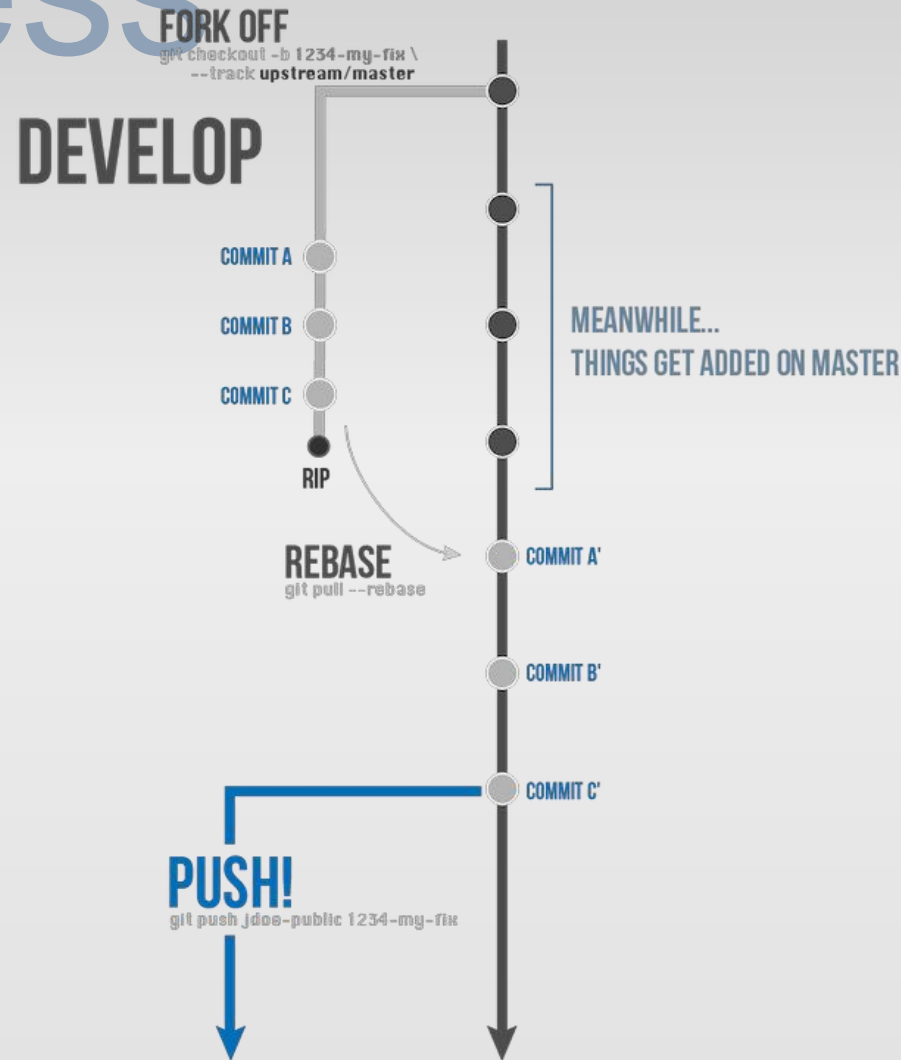 ess
FORK OFF
git checkout -b 1234-my-fix \
--track upstream/master
DEVELOP
COMMIT A
COMMIT B
COMMIT C
RIP
MEANWHILE...
THINGS GET ADDED ON MASTER
REBASE
git pull --rebase
COMMIT A'
COMMIT B'
COMMIT C'
PUSH!
git push jdoe-public 1234-my-fix